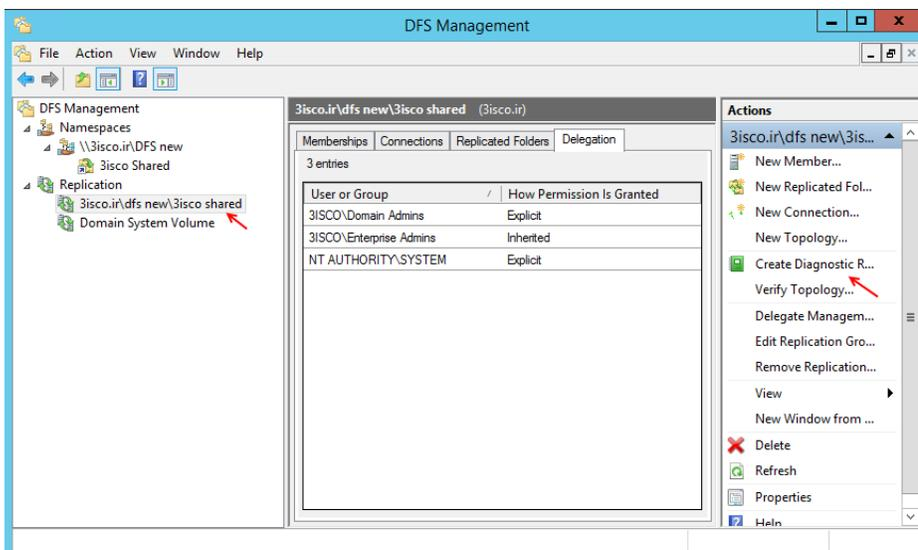 DFS Management
File Action View Window Help
DFS Management
Namespaces
\\3isco.ir\DFS new
3isco Shared
Replication
3isco.ir\dfs new\3isco shared
Domain System Volume
3isco.ir\dfs new\3isco shared (3isco.ir)
Memberships Connections Replicated Folders Delegation
3 entries
User or Group / How Permission Is Granted
3ISCO\Domain Admins Explicit
3ISCO\Enterprise Admins Inherited
NT AUTHORITY\SYSTEM Explicit
Actions
3isco.ir\dfs new\3is...
New Member...
New Replicated Fol...
New Connection...
New Topology...
Create Diagnostic R...
Verify Topology...
Delegate Managem...
Edit Replication Gro...
Remove Replication...
View
New Window from ...
Delete
Refresh
Properties
Help